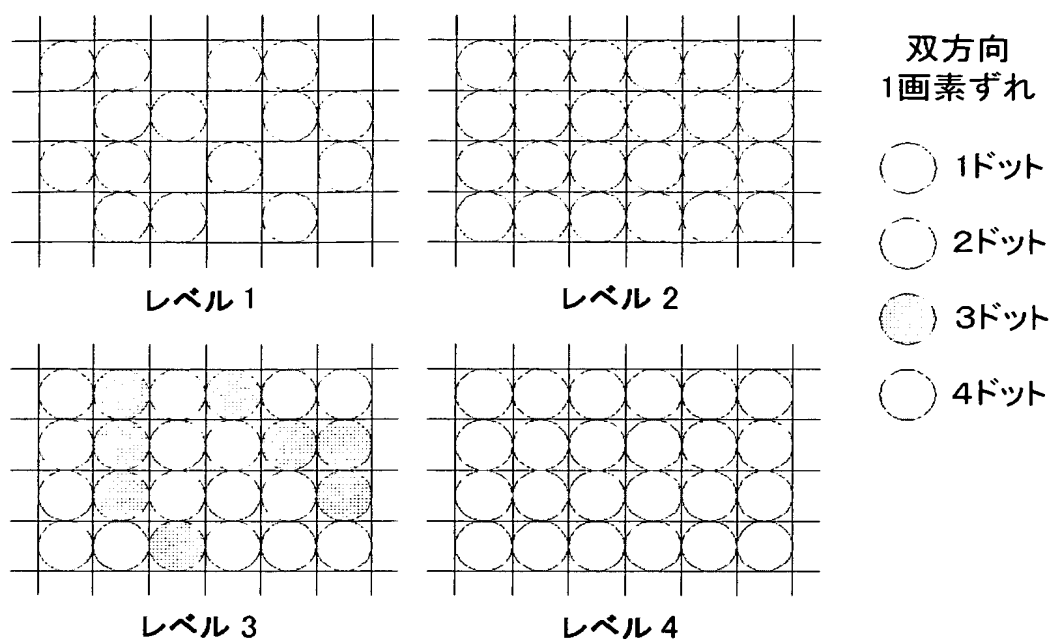 双方向
1画素ずれ
1ドット
2ドット
3ドット
4ドット
レベル 1
レベル 2
レベル 3
レベル 4